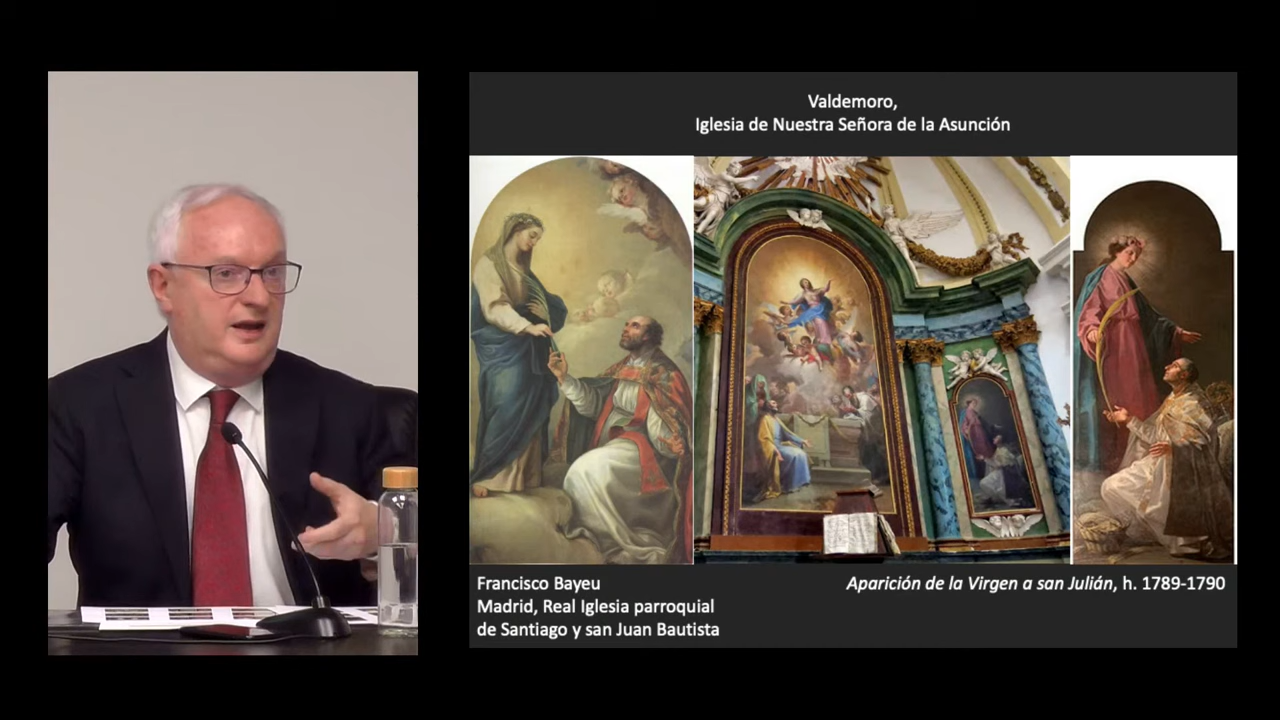 Valdemoro,
Iglesia de Nuestra Señora de la Asunción
Francisco Bayeu
Madrid, Real Iglesia parroquial
de Santiago y san Juan Bautista
Aparición de la Virgen a san Julián, h. 1789-1790